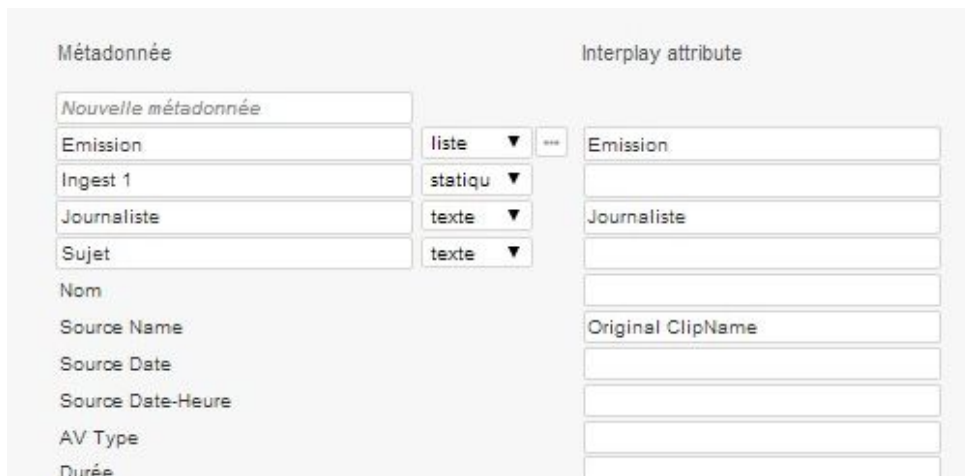 Métadonnée Interplay attribute
Nouvelle métadonnée
Emission liste ▼ ... Emission
Ingest 1 statiqu ▼
Journaliste texte ▼ Journaliste
Sujet texte ▼
Nom
Source Name Original ClipName
Source Date
Source Date-Heure
AV Type
Durée